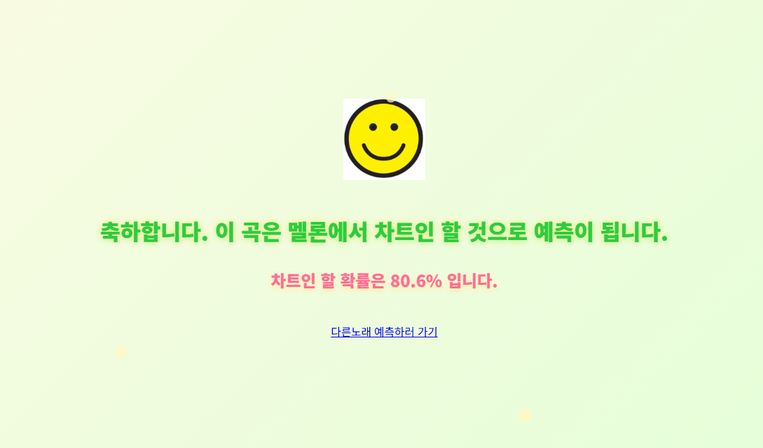 축하합니다. 이 곡은 멜론에서 차트인 할 것으로 예측이 됩니다.
차트인 할 확률은 80.6% 입니다.
다른노래 예측하러 가기